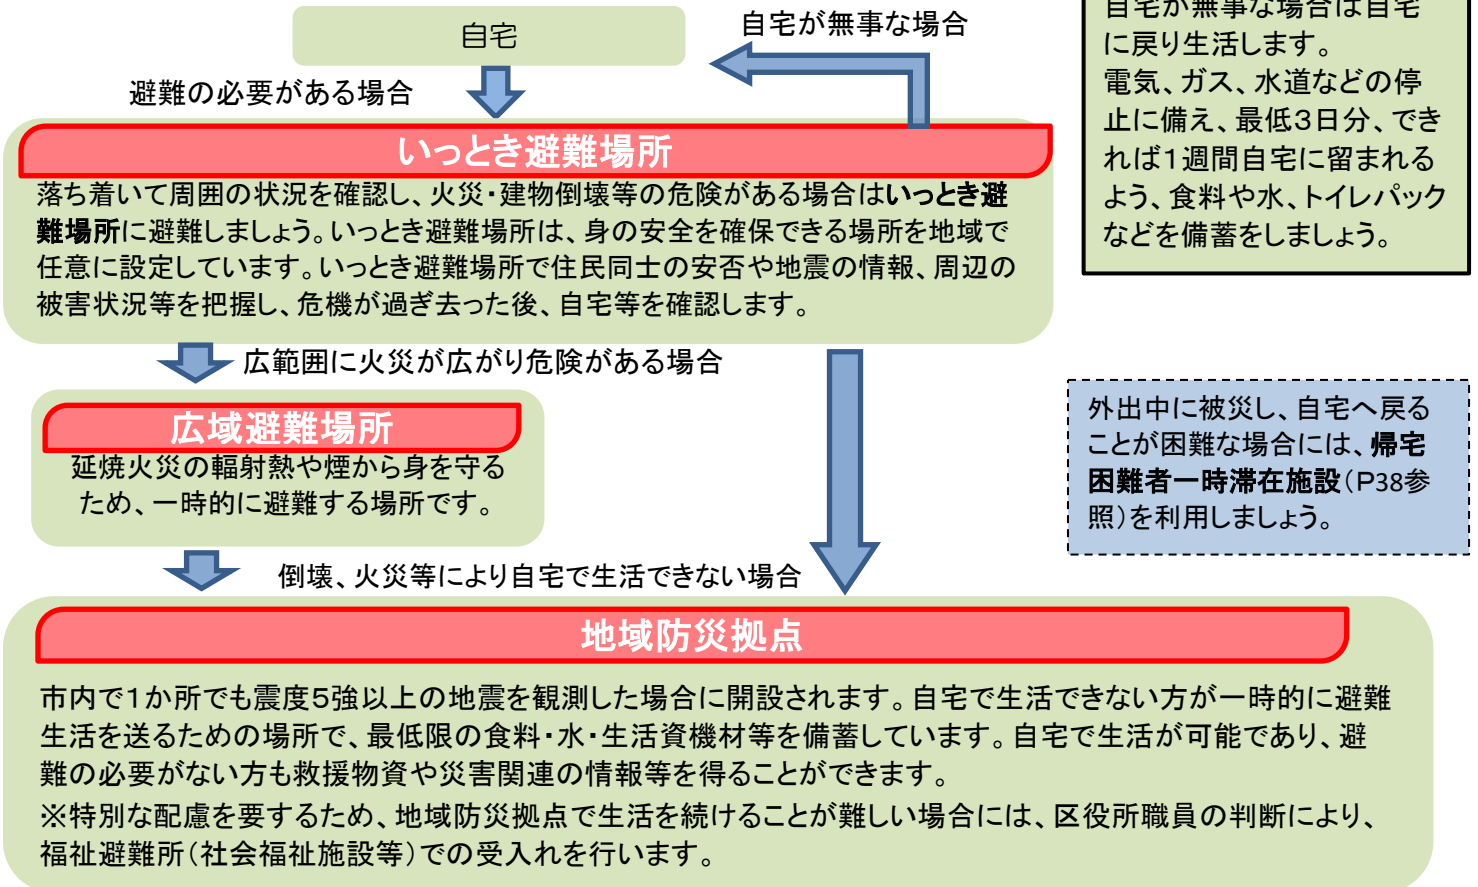 自宅
自宅が無事な場合
避難の必要がある場合
自宅が無事な場合は自宅
に戻り生活します。
電気、ガス、水道などの停
止に備え、最低3日分、でき
れば1週間自宅に留まれる
よう、食料や水、トイレパック
などを備蓄をしましょう。
いっとき避難場所
落ち着いて周囲の状況を確認し、火災・建物倒壊等の危険がある場合はいっとき避
難場所に避難しましょう。いっとき避難場所は、身の安全を確保できる場所を地域で
任意に設定しています。いっとき避難場所で住民同士の安否や地震の情報、周辺の
被害状況等を把握し、危機が過ぎ去った後、自宅等を確認します。
広範囲に火災が広がり危険がある場合
広域避難場所
延焼火災の輻射熱や煙から身を守る
ため、一時的に避難する場所です。
外出中に被災し、自宅へ戻る
ことが困難な場合には、帰宅
困難者一時滞在施設(P38参
照)を利用しましょう。
倒壊、火災等により自宅で生活できない場合
地域防災拠点
市内で1か所でも震度5強以上の地震を観測した場合に開設されます。自宅で生活できない方が一時的に避難
生活を送るための場所で、最低限の食料・水・生活資機材等を備蓄しています。自宅で生活が可能であり、避
難の必要がない方も救援物資や災害関連の情報等を得ることができます。
※特別な配慮を要するため、地域防災拠点で生活を続けることが難しい場合には、区役所職員の判断により、
福祉避難所(社会福祉施設等)での受入れを行います。